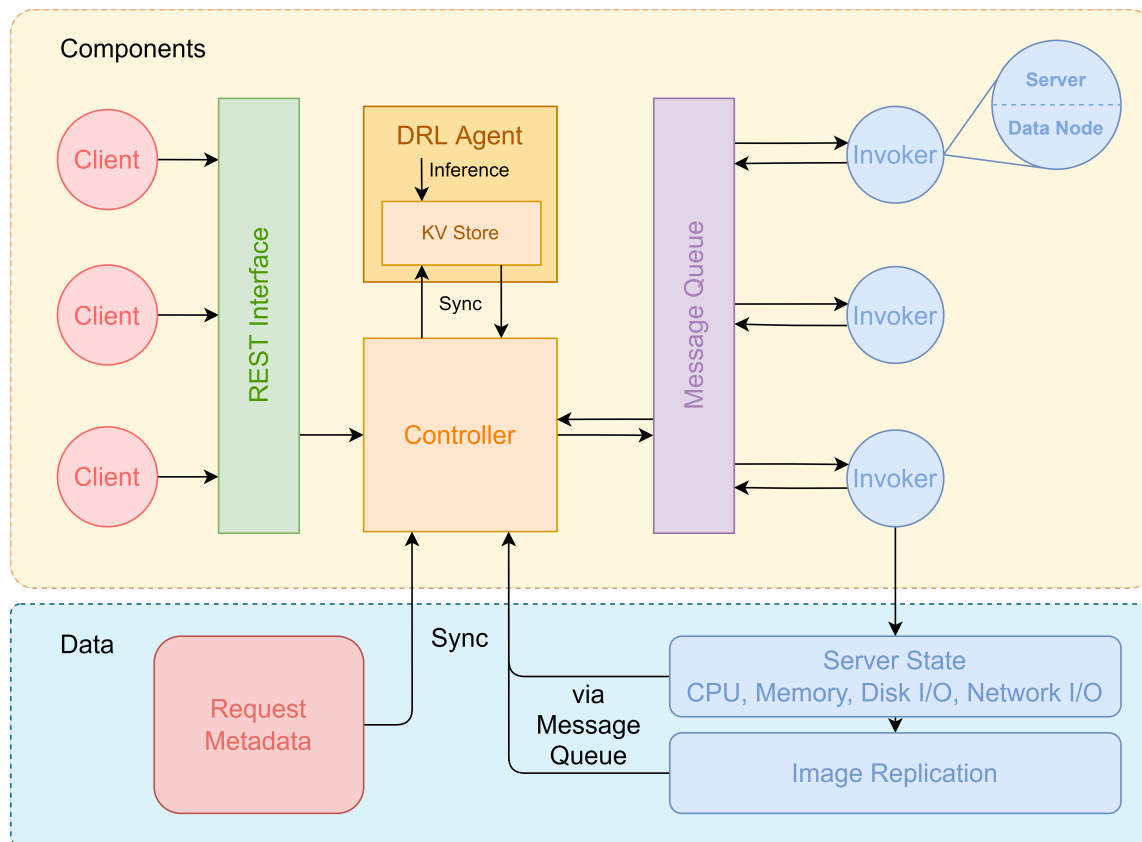 Components
Client
Client
Client
REST Interface
DRL Agent
Inference
KV Store
Sync
Controller
Message Queue
Invoker
Invoker
Invoker
Server
Data Node
Data
Request
Metadata
Sync
via
Message
Queue
Server State
CPU, Memory, Disk I/O, Network I/O
Image Replication